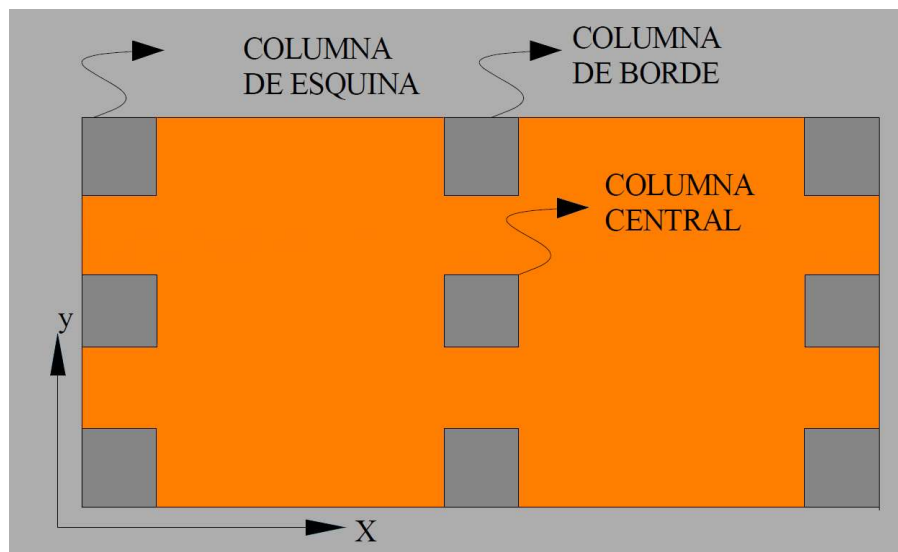 COLUMNA
DE ESQUINA
COLUMNA
DE BORDE
COLUMNA
CENTRAL
y
X